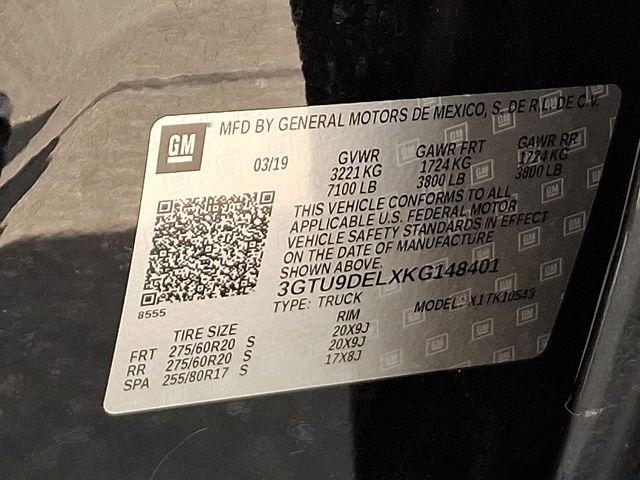 GM MFD BY GENERAL MOTORS DE MEXICO, S. DE R.L. DE C.V.
03/19 GVWR GAWR FRT GAWR RR
3221 KG 1724 KG 1724 KG
7100 LB 3800 LB 3800 LB
THIS VEHICLE CONFORMS TO ALL
APPLICABLE U.S. FEDERAL MOTOR
VEHICLE SAFETY STANDARDS IN EFFECT
ON THE DATE OF MANUFACTURE
SHOWN ABOVE.
3GTU9DELXKG148401
8555 TYPE: TRUCK MODEL: X1TK10543
TIRE SIZE RIM
FRT 275/60R20 S 20X9J
RR 275/60R20 S 20X9J
SPA 255/80R17 S 17X8J